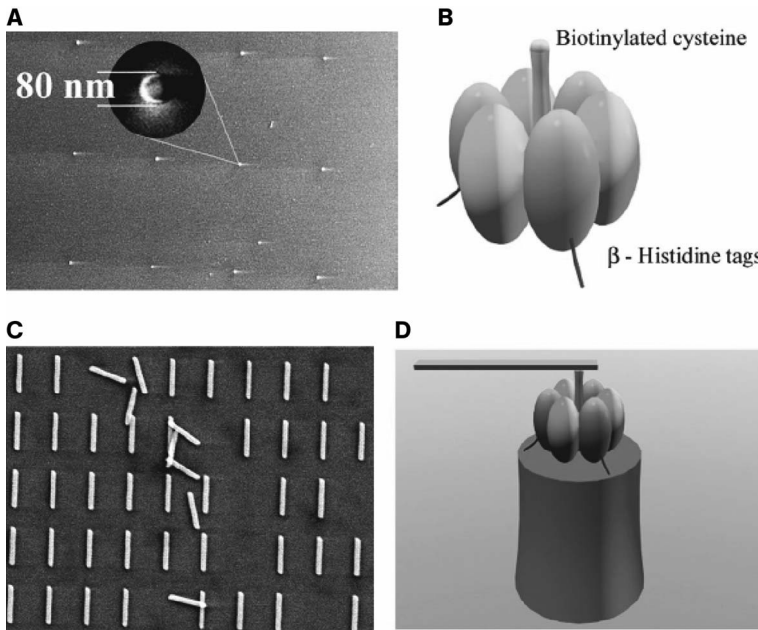 A
80 nm
B
Biotinylated cysteine
β - Histidine tags
C
D